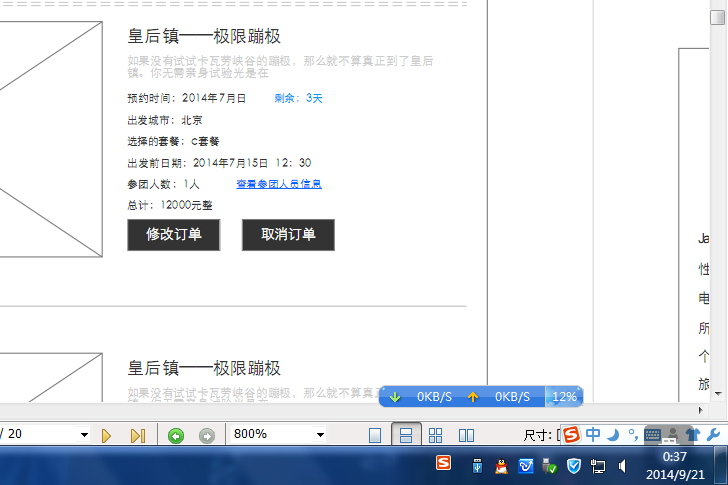 皇后镇——极限蹦极
如果没有试试卡瓦劳峡谷的蹦极，那么就不算真正到了皇后
镇。你无需亲身试验光是在
预约时间：2014年7月日 剩余：3天
出发城市：北京
选择的套餐：C套餐
出发前日期：2014年7月15日 12：30
参团人数：1人 查看参团人员信息
总计：12000元整
修改订单 取消订单
皇后镇——极限蹦极
如果没有试试卡瓦劳峡谷的蹦极，那么就不算真
Ja
性
电
所
个
旅
0KB/S 0KB/S 12%
/ 20 800% 尺寸: [ 中
0:37
2014/9/21